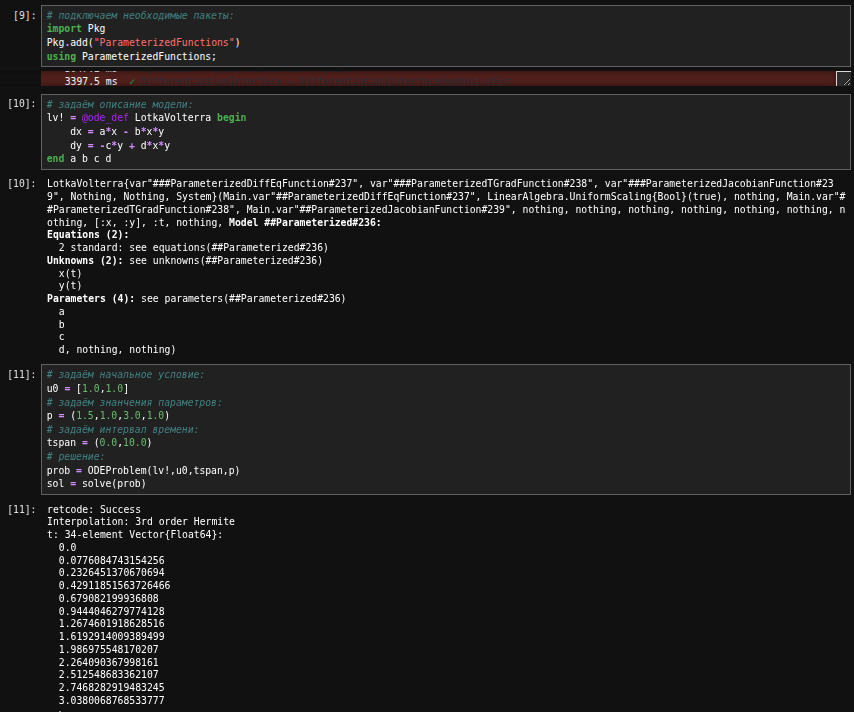 [9]:
# подключаем необходимые пакеты:
import Pkg
Pkg.add("ParameterizedFunctions")
using ParameterizedFunctions;
3397.5 ms ✓
[10]:
# задаём описание модели:
lv! = @ode_def LotkaVolterra begin
dx = a*x - b*x*y
dy = -c*y + d*x*y
end a b c d
[10]:
LotkaVolterra{var"###ParameterizedDiffEqFunction#237", var"###ParameterizedTGradFunction#238", var"###ParameterizedJacobianFunction#23
9", Nothing, Nothing, System}(Main.var"##ParameterizedDiffEqFunction#237", LinearAlgebra.UniformScaling{Bool}(true), nothing, Main.var"#
#ParameterizedTGradFunction#238", Main.var"##ParameterizedJacobianFunction#239", nothing, nothing, nothing, nothing, nothing, nothing, n
othing, [:x, :y], :t, nothing, Model ##Parameterized#236:
Equations (2):
2 standard: see equations(##Parameterized#236)
Unknowns (2): see unknowns(##Parameterized#236)
x(t)
y(t)
Parameters (4): see parameters(##Parameterized#236)
a
b
c
d, nothing, nothing)
[11]:
# задаём начальное условие:
u0 = [1.0,1.0]
# задаём знанчения параметров:
p = (1.5,1.0,3.0,1.0)
# задаём интервал времени:
tspan = (0.0,10.0)
# решение:
prob = ODEProblem(lv!,u0,tspan,p)
sol = solve(prob)
[11]:
retcode: Success
Interpolation: 3rd order Hermite
t: 34-element Vector{Float64}:
0.0
0.0776084743154256
0.2326451370670694
0.42911851563726466
0.679082199936808
0.9444046279774128
1.2674601918628516
1.6192914009389499
1.986975548170207
2.264090367998161
2.512548683362107
2.7468282919483245
3.0380068768533777